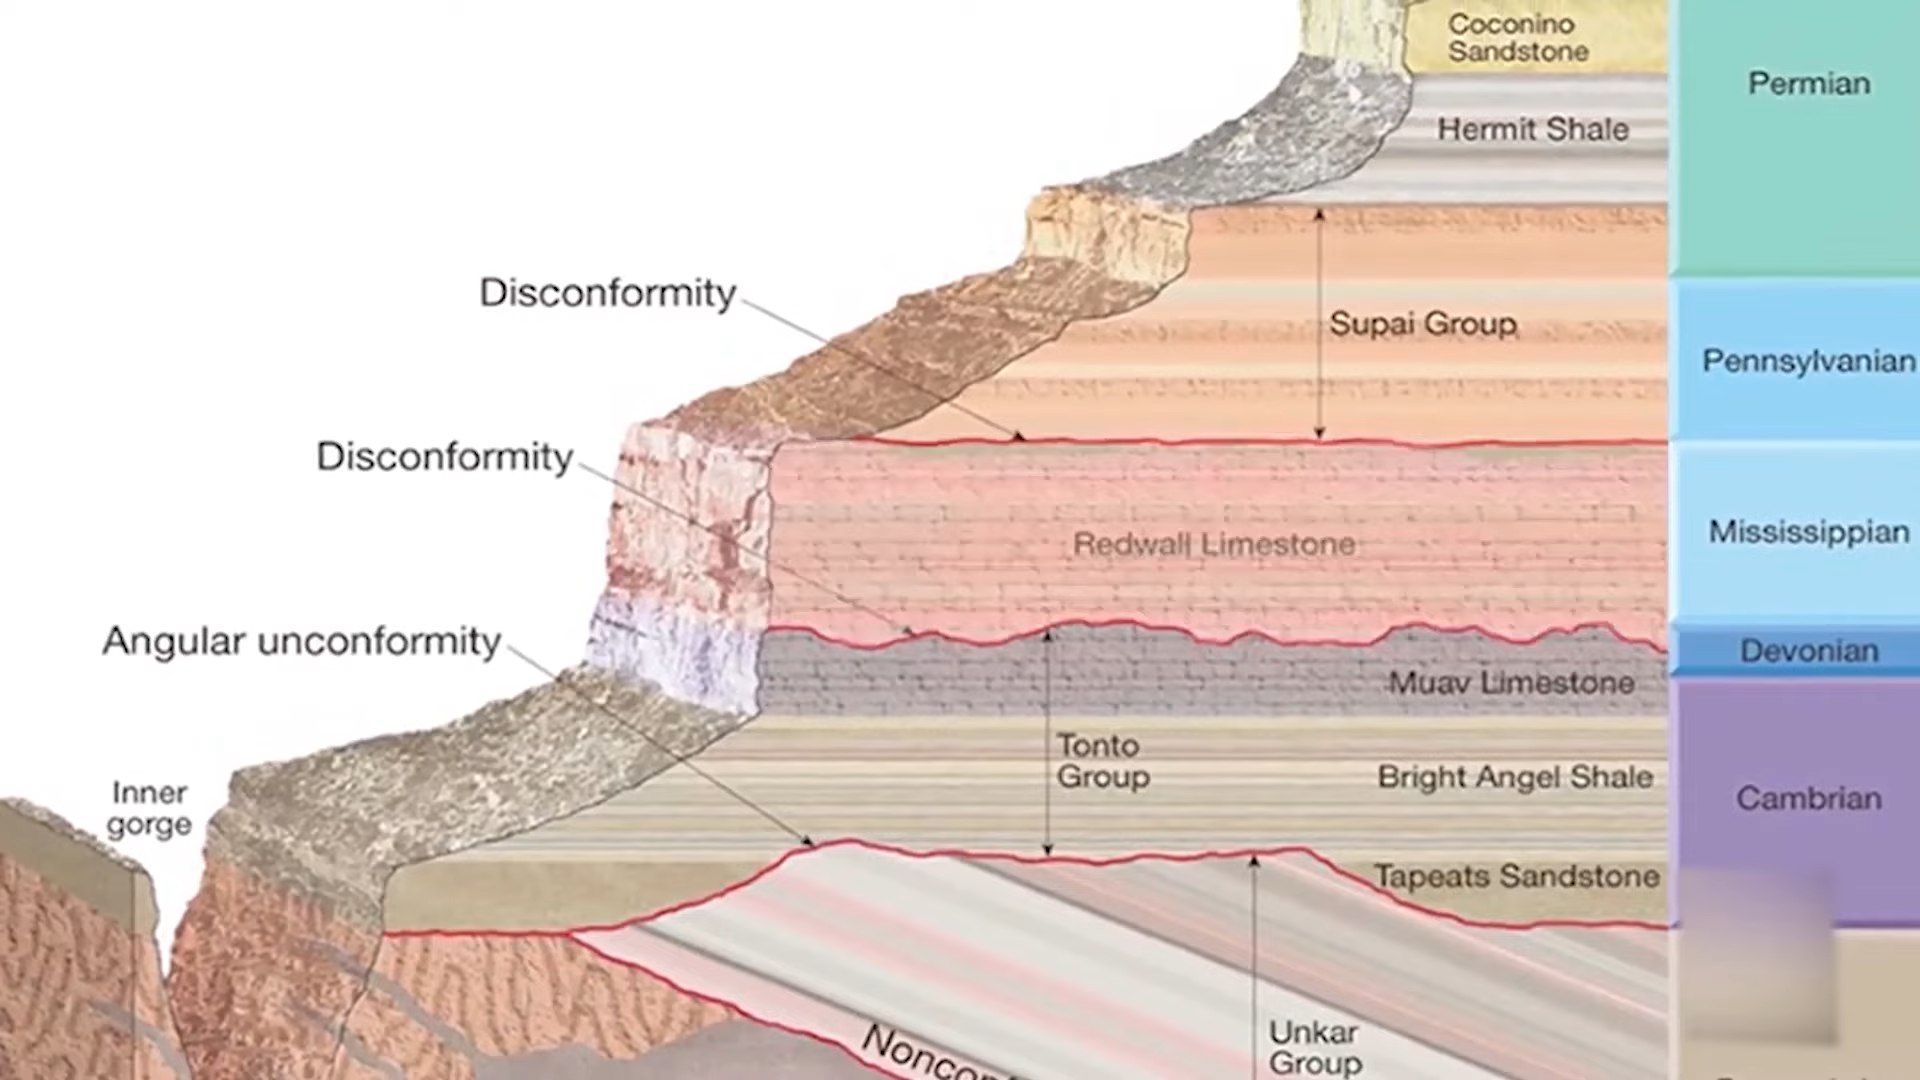 Coconino
Sandstone
Permian
Hermit Shale
Disconformity
Supai Group
Pennsylvanian
Disconformity
Redwall Limestone
Mississippian
Angular unconformity
Devonian
Muav Limestone
Tonto
Group
Bright Angel Shale
Cambrian
Inner
gorge
Tapeats Sandstone
Unkar
Group